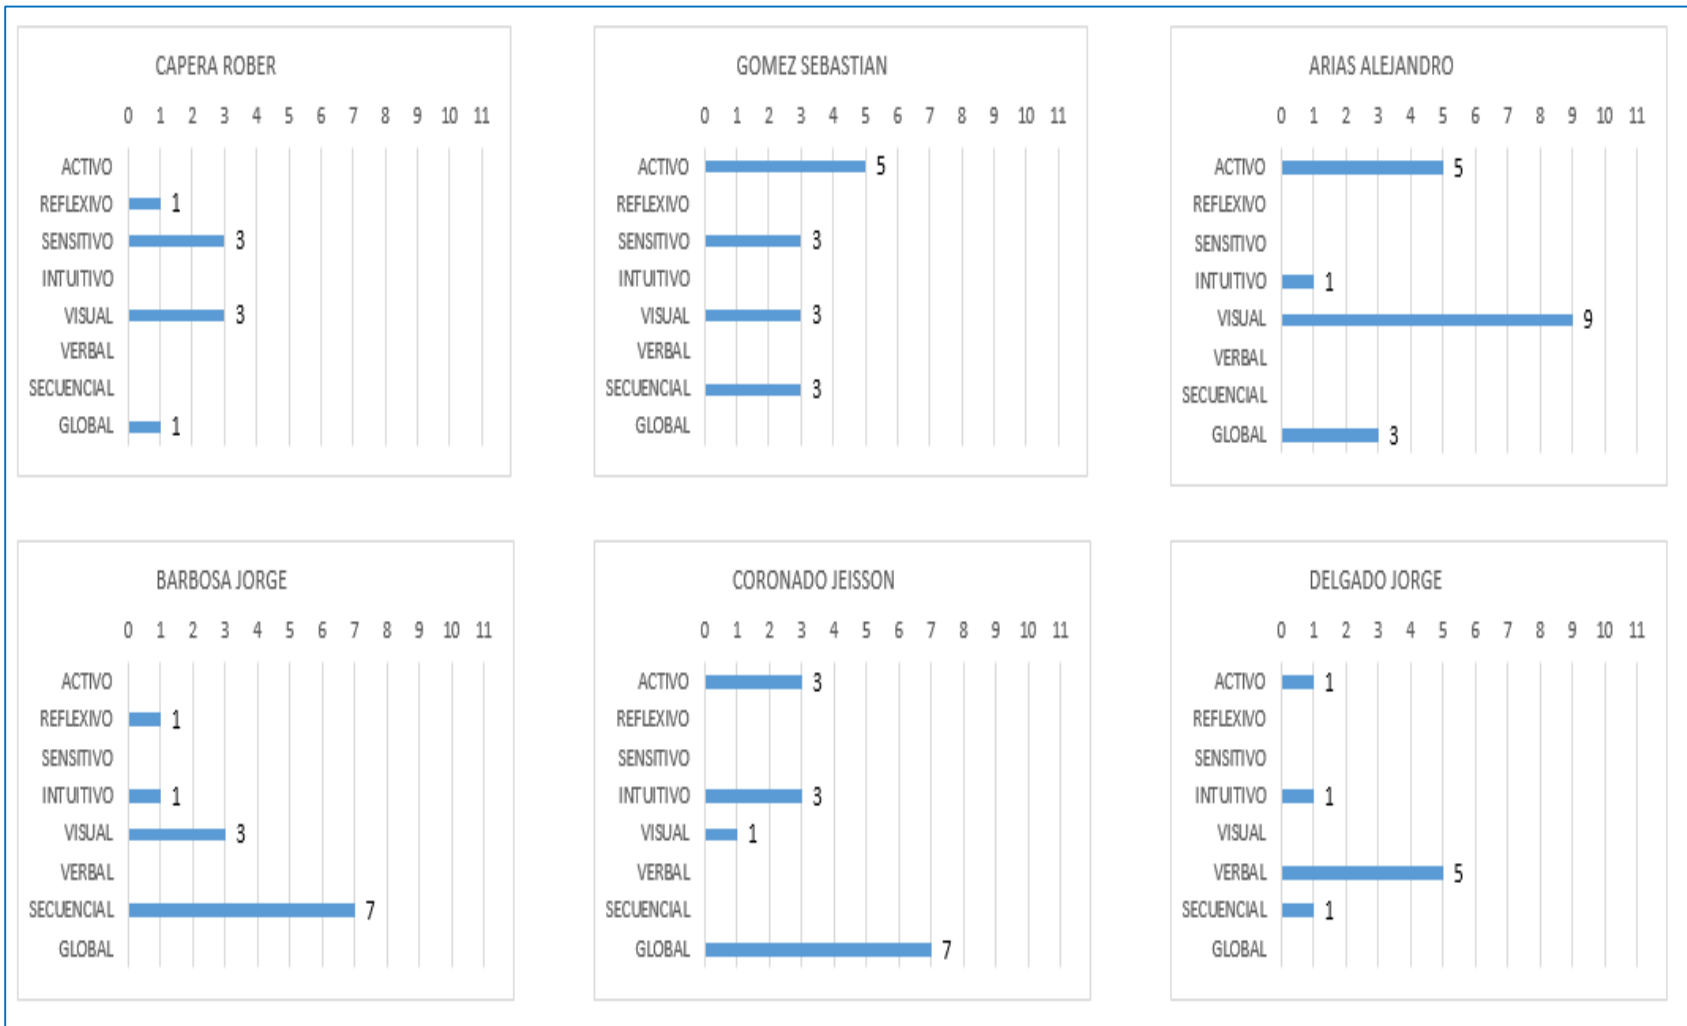 CAPERA ROBER
0 1 2 3 4 5 6 7 8 9 10 11
ACTIVO
REFLEXIVO 1
SENSITIVO 3
INTUITIVO
VISUAL 3
VERBAL
SECUENCIAL
GLOBAL 1
GOMEZ SEBASTIAN
0 1 2 3 4 5 6 7 8 9 10 11
ACTIVO 5
REFLEXIVO
SENSITIVO 3
INTUITIVO
VISUAL 3
VERBAL
SECUENCIAL 3
GLOBAL
ARIAS ALEJANDRO
0 1 2 3 4 5 6 7 8 9 10 11
ACTIVO 5
REFLEXIVO
SENSITIVO
INTUITIVO 1
VISUAL 9
VERBAL
SECUENCIAL
GLOBAL 3
BARBOSA JORGE
0 1 2 3 4 5 6 7 8 9 10 11
ACTIVO
REFLEXIVO 1
SENSITIVO
INTUITIVO 1
VISUAL 3
VERBAL
SECUENCIAL 7
GLOBAL
CORONADO JEISSON
0 1 2 3 4 5 6 7 8 9 10 11
ACTIVO 3
REFLEXIVO
SENSITIVO
INTUITIVO 3
VISUAL 1
VERBAL
SECUENCIAL
GLOBAL 7
DELGADO JORGE
0 1 2 3 4 5 6 7 8 9 10 11
ACTIVO 1
REFLEXIVO
SENSITIVO
INTUITIVO 1
VISUAL
VERBAL 5
SECUENCIAL 1
GLOBAL